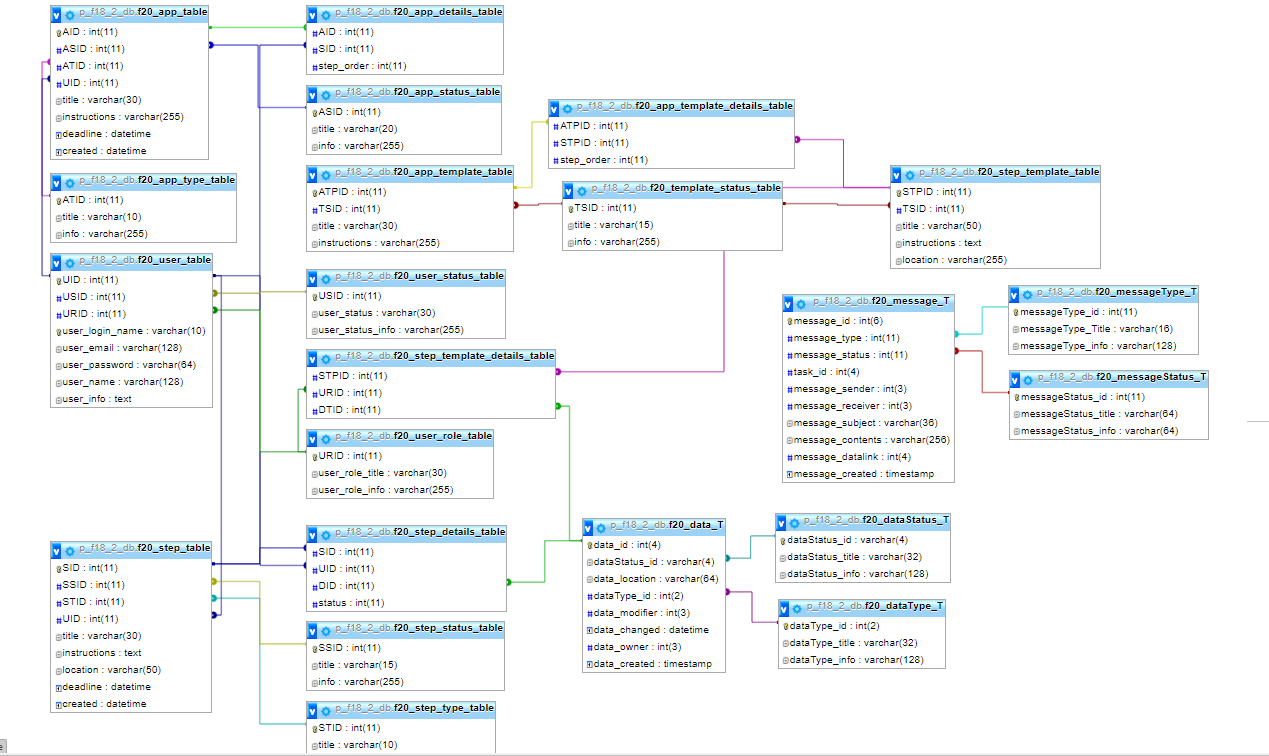 p_f18_2_db.f20_app_table
AID : int(11)
ASID : int(11)
ATID : int(11)
UID : int(11)
title : varchar(30)
instructions : varchar(255)
deadline : datetime
created : datetime
p_f18_2_db.f20_app_type_table
ATID : int(11)
title : varchar(10)
info : varchar(255)
p_f18_2_db.f20_user_table
UID : int(11)
USID : int(11)
URID : int(11)
user_login_name : varchar(10)
user_email : varchar(128)
user_password : varchar(64)
user_name : varchar(128)
user_info : text
p_f18_2_db.f20_step_table
SID : int(11)
SSID : int(11)
STID : int(11)
UID : int(11)
title : varchar(30)
instructions : text
location : varchar(50)
deadline : datetime
created : datetime
p_f18_2_db.f20_app_details_table
AID : int(11)
SID : int(11)
step_order : int(11)
p_f18_2_db.f20_app_status_table
ASID : int(11)
title : varchar(20)
info : varchar(255)
p_f18_2_db.f20_app_template_table
ATPID : int(11)
TSID : int(11)
title : varchar(30)
instructions : varchar(255)
p_f18_2_db.f20_user_status_table
USID : int(11)
user_status : varchar(30)
user_status_info : varchar(255)
p_f18_2_db.f20_step_template_details_table
STPID : int(11)
URID : int(11)
DTID : int(11)
p_f18_2_db.f20_user_role_table
URID : int(11)
user_role_title : varchar(30)
user_role_info : varchar(255)
p_f18_2_db.f20_step_details_table
SID : int(11)
UID : int(11)
DID : int(11)
status : int(11)
p_f18_2_db.f20_step_status_table
SSID : int(11)
title : varchar(15)
info : varchar(255)
p_f18_2_db.f20_step_type_table
STID : int(11)
title : varchar(10)
p_f18_2_db.f20_app_template_details_table
ATPID : int(11)
STPID : int(11)
step_order : int(11)
p_f18_2_db.f20_template_status_table
TSID : int(11)
title : varchar(15)
info : varchar(255)
p_f18_2_db.f20_step_template_table
STPID : int(11)
TSID : int(11)
title : varchar(50)
instructions : text
location : varchar(255)
p_f18_2_db.f20_message_T
message_id : int(6)
message_type : int(11)
message_status : int(11)
task_id : int(4)
message_sender : int(3)
message_receiver : int(3)
message_subject : varchar(36)
message_contents : varchar(256)
message_datalink : int(4)
message_created : timestamp
p_f18_2_db.f20_messageType_T
messageType_id : int(11)
messageType_Title : varchar(16)
messageType_info : varchar(128)
p_f18_2_db.f20_messageStatus_T
messageStatus_id : int(11)
messageStatus_title : varchar(64)
messageStatus_info : varchar(64)
p_f18_2_db.f20_data_T
data_id : int(4)
dataStatus_id : varchar(4)
data_location : varchar(64)
dataType_id : int(2)
data_modifier : int(3)
data_changed : datetime
data_owner : int(3)
data_created : timestamp
p_f18_2_db.f20_dataStatus_T
dataStatus_id : varchar(4)
dataStatus_title : varchar(32)
dataStatus_info : varchar(128)
p_f18_2_db.f20_dataType_T
dataType_id : int(2)
dataType_title : varchar(32)
dataType_info : varchar(128)